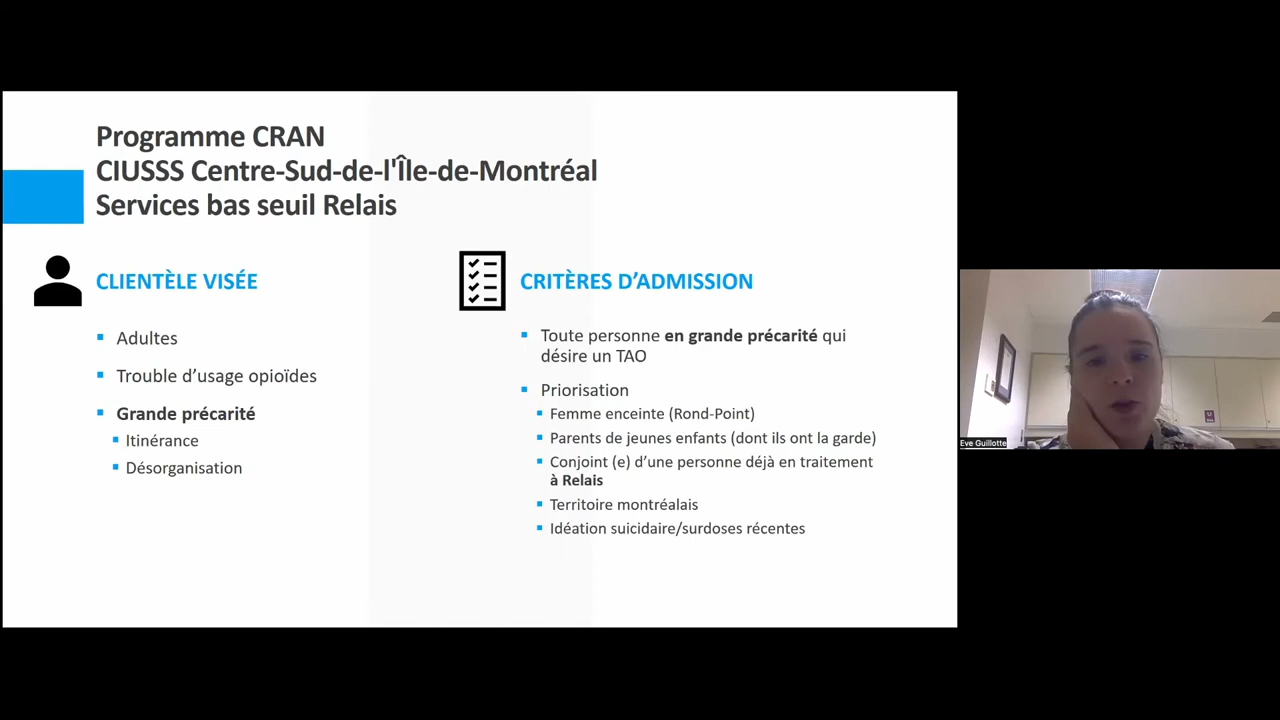 Programme CRAN
CIUSSS Centre-Sud-de-l'Île-de-Montréal
Services bas seuil Relais
CLIENTÈLE VISÉE
Adultes
Trouble d’usage opioïdes
Grande précarité
Itinérance
Désorganisation
CRITÈRES D’ADMISSION
Toute personne en grande précarité qui
désire un TAO
Priorisation
Femme enceinte (Rond-Point)
Parents de jeunes enfants (dont ils ont la garde)
Conjoint (e) d’une personne déjà en traitement
à Relais
Territoire montréalais
Idéation suicidaire/surdoses récentes
Eve Guillotte